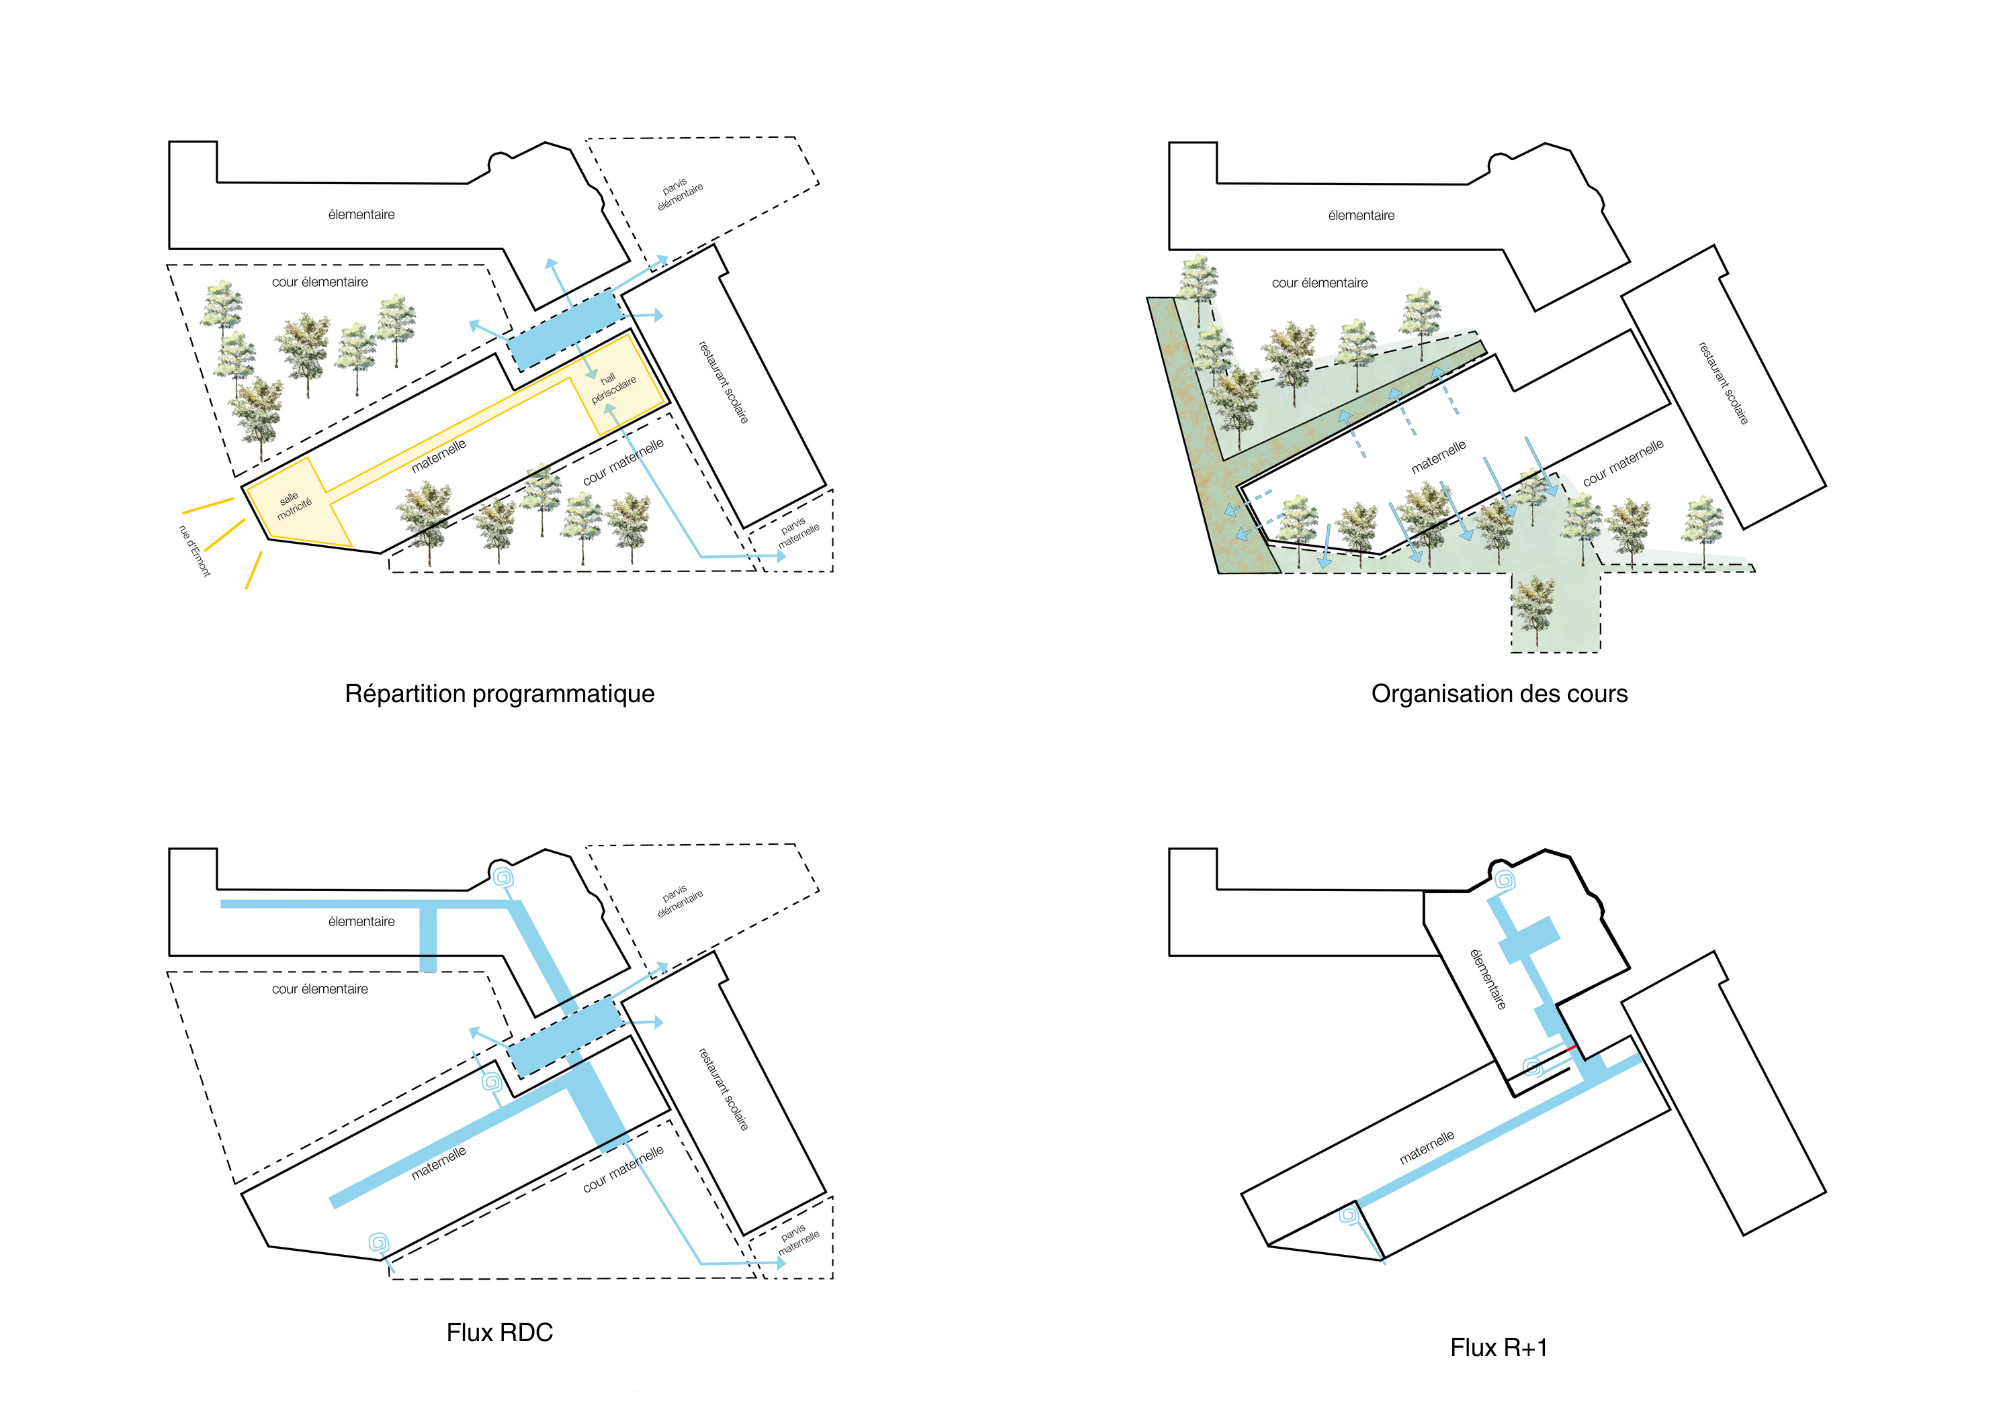 parvis
élémentaire
élementaire
cour élementaire
restaurant scolaire
hall
périscolaire
maternelle
cour maternelle
salle
motricité
rue d'Ermont
parvis
maternelle
Répartition programmatique
élementaire
cour élementaire
restaurant scolaire
maternelle
cour maternelle
Organisation des cours
parvis
élémentaire
élementaire
cour élementaire
restaurant scolaire
maternelle
cour maternelle
parvis
maternelle
Flux RDC
élementaire
maternelle
Flux R+1